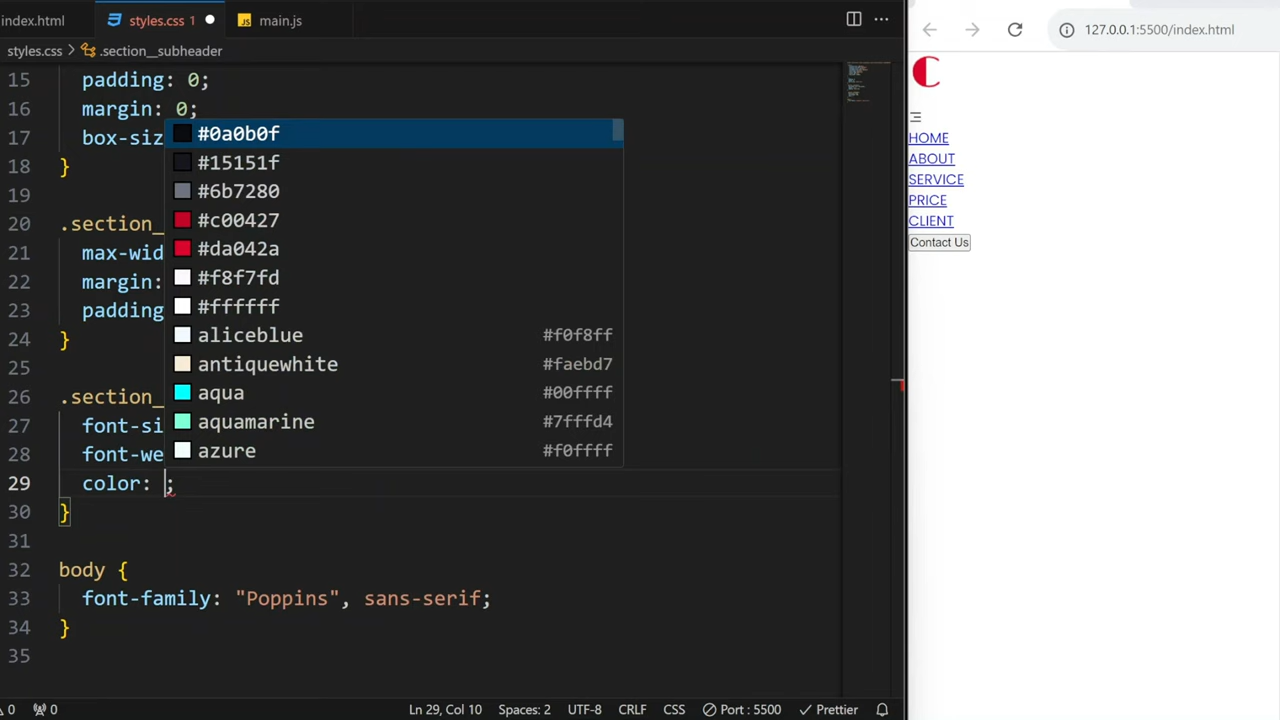 index.html styles.css 1 JS main.js
styles.css > .section__subheader
127.0.0.1:5500/index.html
15 padding: 0;
16 margin: 0;
17 box-siz
18 }
19
20 .section_
21 max-wid
22 margin:
23 padding
24 }
25
26 .section_
27 font-si
28 font-we
29 color: ;
30 }
31
32 body {
33 font-family: "Poppins", sans-serif;
34 }
35
#0a0b0f
#15151f
#6b7280
#c00427
#da042a
#f8f7fd
#ffffff
aliceblue #f0f8ff
antiquewhite #faebd7
aqua #00ffff
aquamarine #7fffd4
azure #f0ffff
C
HOME
ABOUT
SERVICE
PRICE
CLIENT
Contact Us
0 0 Ln 29, Col 10 Spaces: 2 UTF-8 CRLF CSS Port : 5500 Prettier